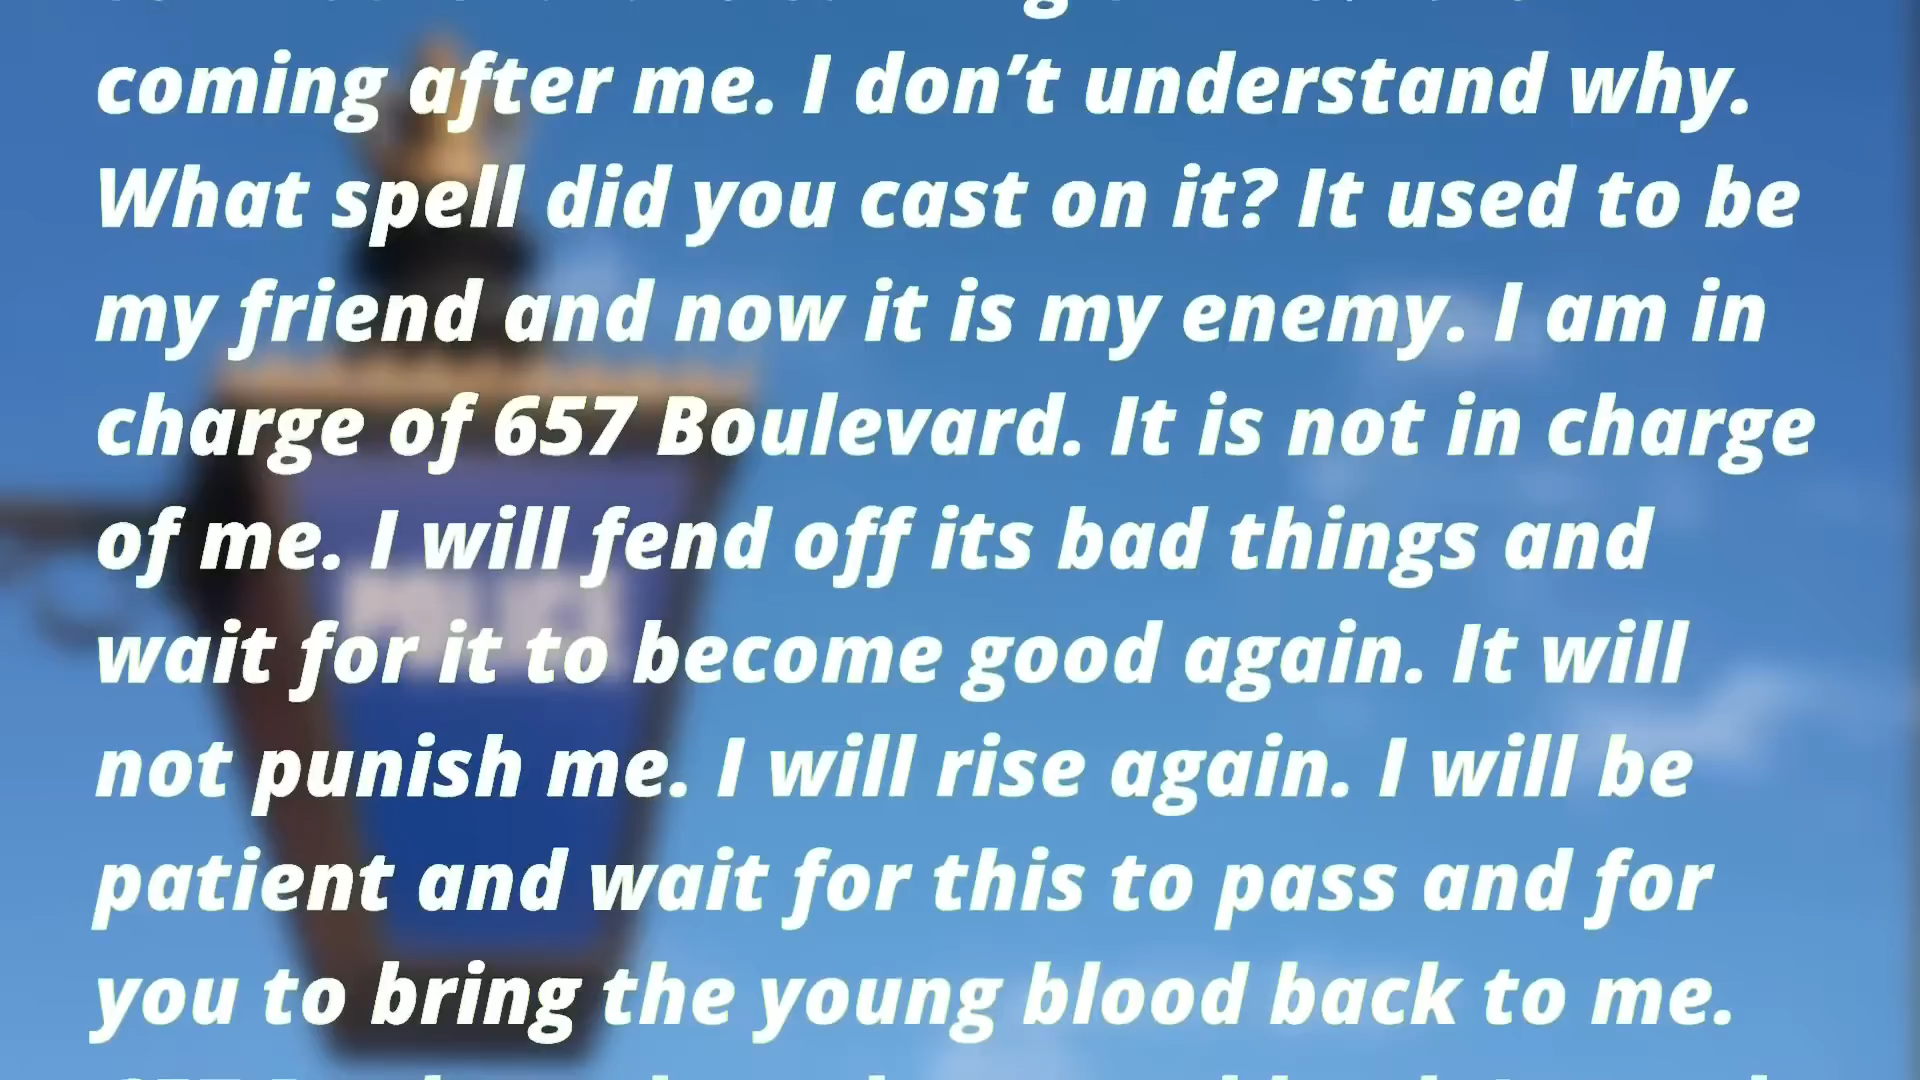 coming after me. I don’t understand why.
What spell did you cast on it? It used to be
my friend and now it is my enemy. I am in
charge of 657 Boulevard. It is not in charge
of me. I will fend off its bad things and
wait for it to become good again. It will
not punish me. I will rise again. I will be
patient and wait for this to pass and for
you to bring the young blood back to me.
POLICE